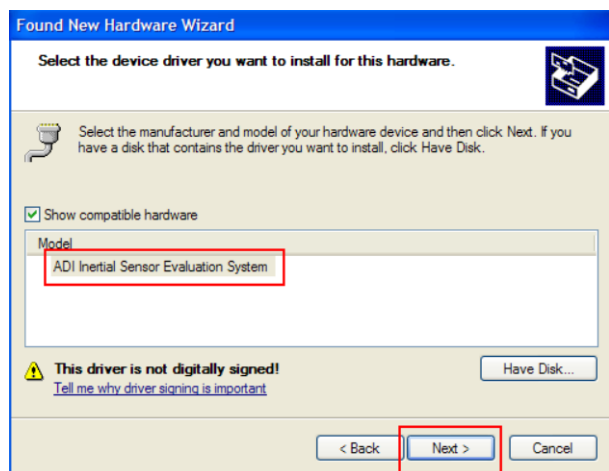 Found New Hardware Wizard
Select the device driver you want to install for this hardware.
Select the manufacturer and model of your hardware device and then click Next. If you
have a disk that contains the driver you want to install, click Have Disk.
Show compatible hardware
Model
ADI Inertial Sensor Evaluation System
This driver is not digitally signed!
Have Disk...
Tell me why driver signing is important
< Back
Next >
Cancel